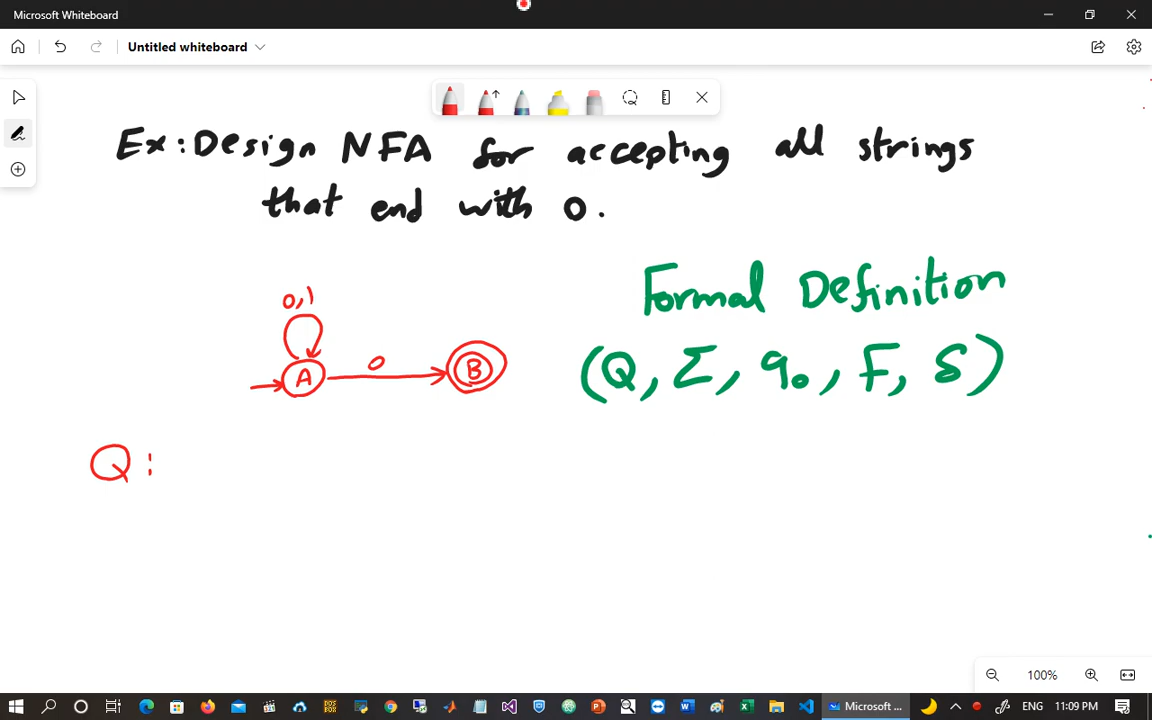 Microsoft Whiteboard
Untitled whiteboard
Ex: Design NFA for accepting all strings
that end with 0.
Formal Definition
(Q, Σ, q0, F, δ)
0,1
A
0
B
Q:
100%
Microsoft ...
ENG
11:09 PM